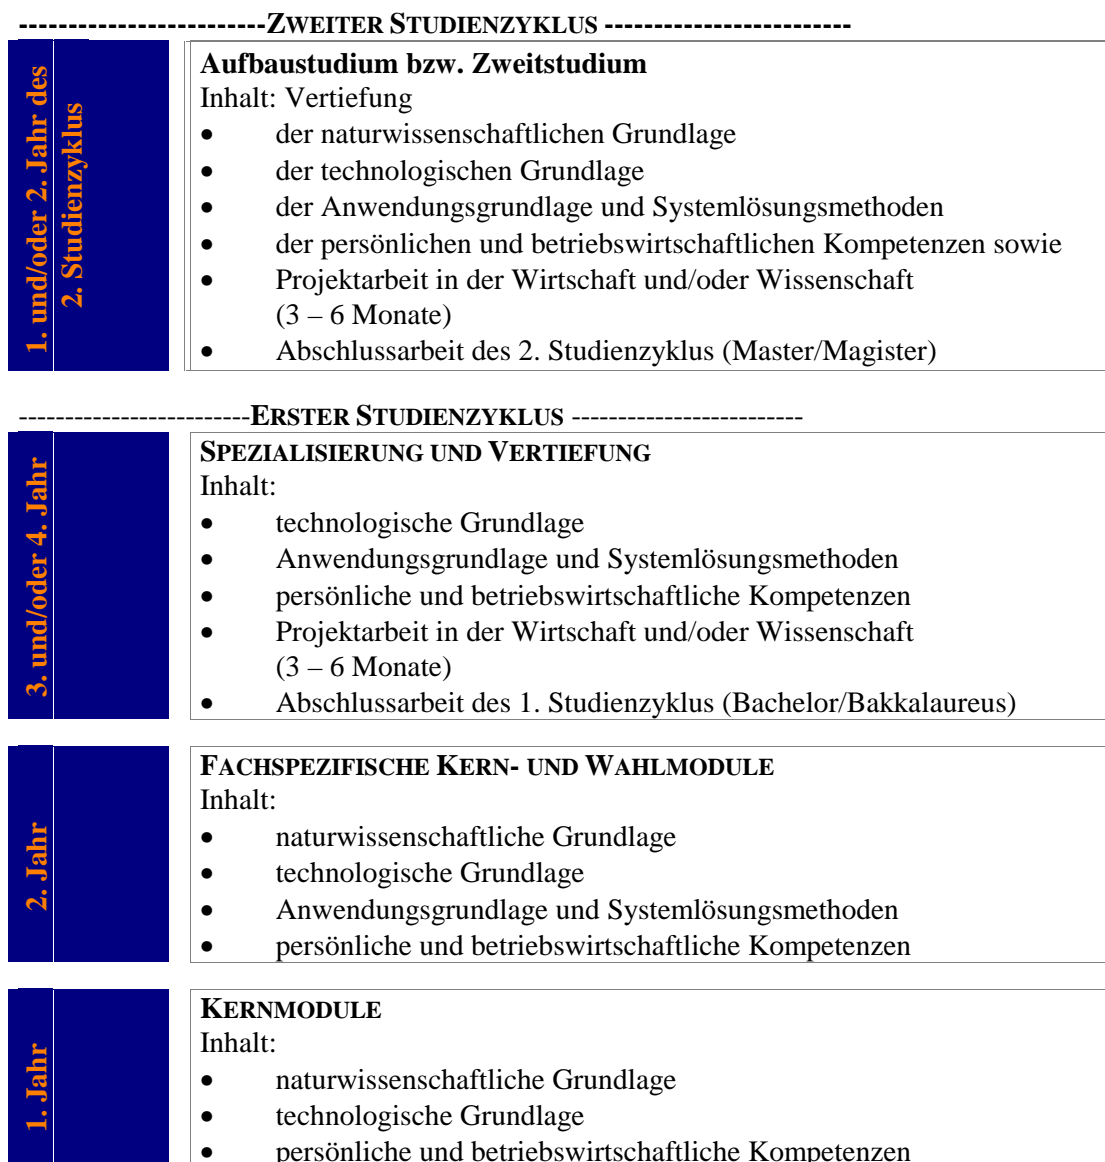 -------------------------ZWEITER STUDIENZYKLUS -------------------------
1. und/oder 2. Jahr des
2. Studienzyklus
Aufbaustudium bzw. Zweitstudium
Inhalt: Vertiefung
• der naturwissenschaftlichen Grundlage
• der technologischen Grundlage
• der Anwendungsgrundlage und Systemlösungsmethoden
• der persönlichen und betriebswirtschaftlichen Kompetenzen sowie
• Projektarbeit in der Wirtschaft und/oder Wissenschaft
(3 – 6 Monate)
• Abschlussarbeit des 2. Studienzyklus (Master/Magister)
-------------------------ERSTER STUDIENZYKLUS -------------------------
3. und/oder 4. Jahr
SPEZIALISIERUNG UND VERTIEFUNG
Inhalt:
• technologische Grundlage
• Anwendungsgrundlage und Systemlösungsmethoden
• persönliche und betriebswirtschaftliche Kompetenzen
• Projektarbeit in der Wirtschaft und/oder Wissenschaft
(3 – 6 Monate)
• Abschlussarbeit des 1. Studienzyklus (Bachelor/Bakkalaureus)
2. Jahr
FACHSPEZIFISCHE KERN- UND WAHLMODULE
Inhalt:
• naturwissenschaftliche Grundlage
• technologische Grundlage
• Anwendungsgrundlage und Systemlösungsmethoden
• persönliche und betriebswirtschaftliche Kompetenzen
1. Jahr
KERNMODULE
Inhalt:
• naturwissenschaftliche Grundlage
• technologische Grundlage
• persönliche und betriebswirtschaftliche Kompetenzen